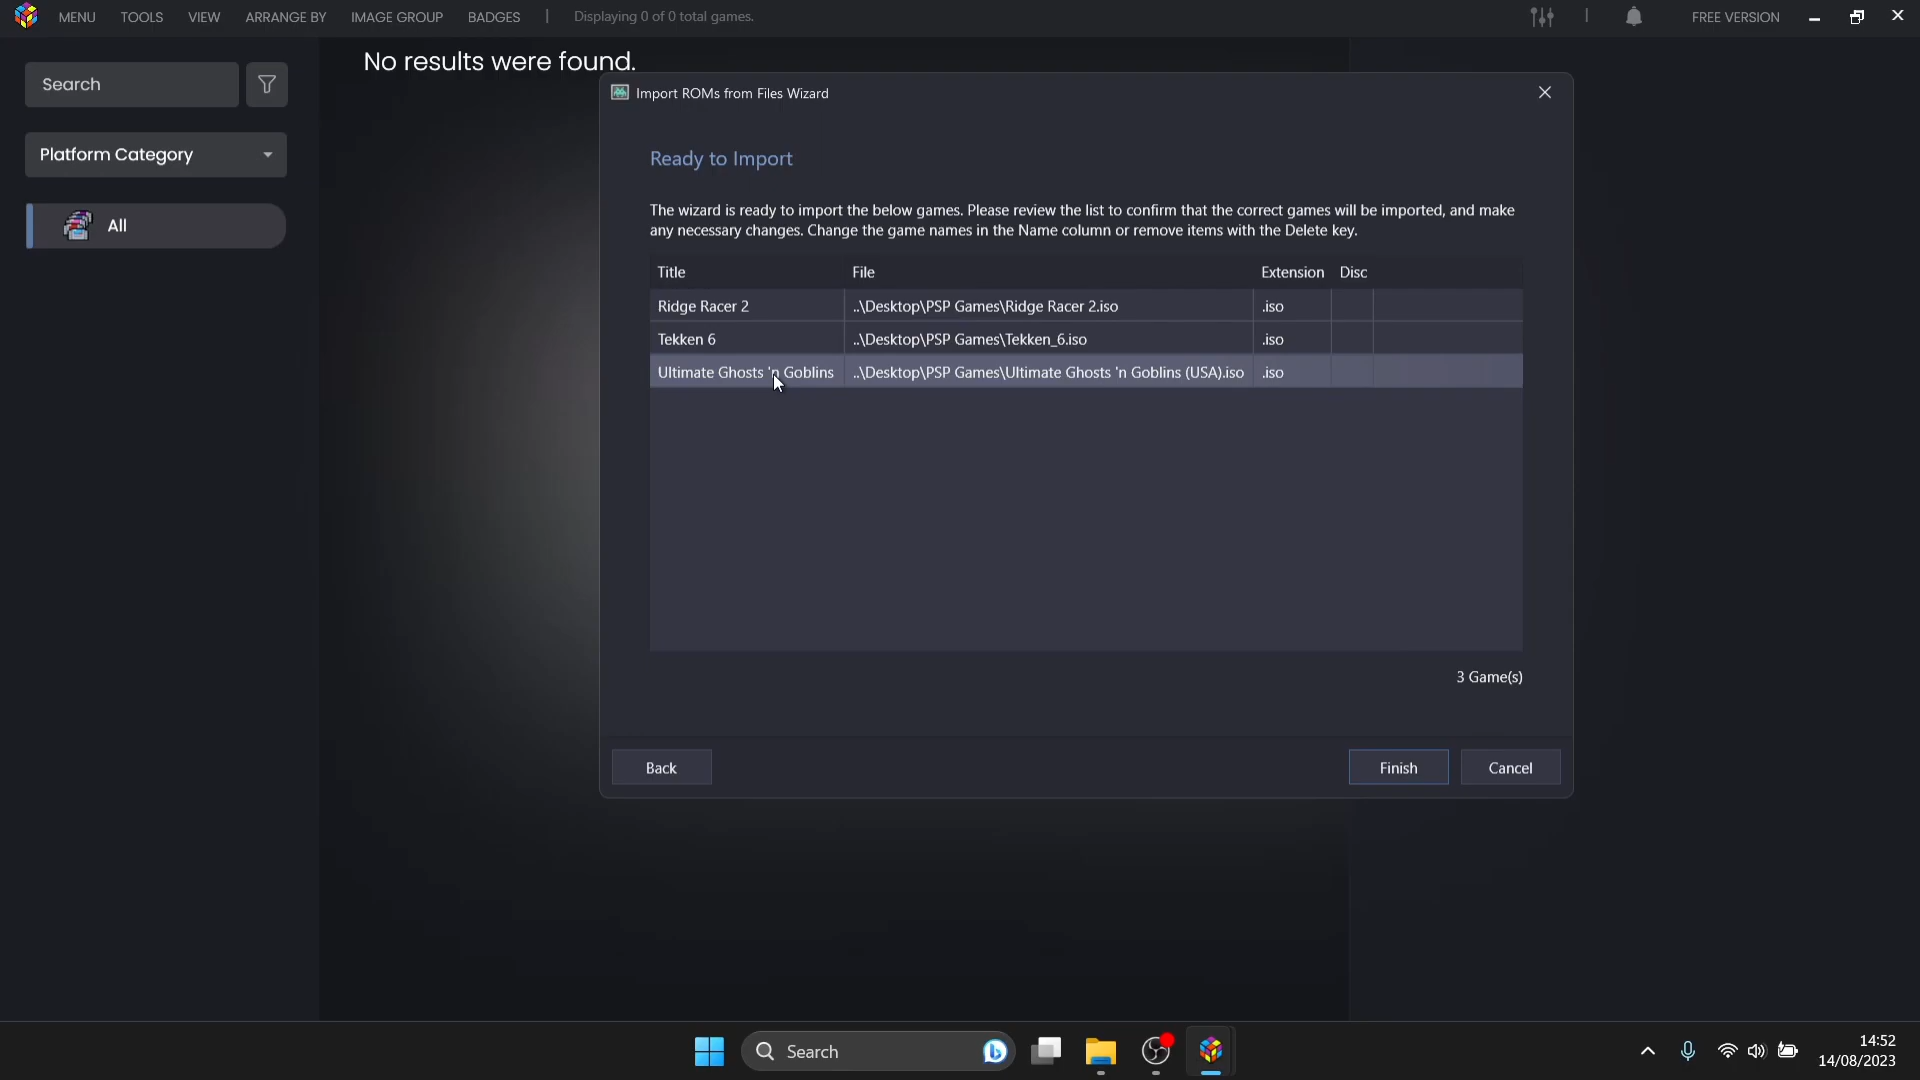 MENU TOOLS VIEW ARRANGE BY IMAGE GROUP BADGES | Displaying 0 of 0 total games. FREE VERSION
No results were found.
Search
Platform Category
All
Import ROMs from Files Wizard
Ready to Import
The wizard is ready to import the below games. Please review the list to confirm that the correct games will be imported, and make
any necessary changes. Change the game names in the Name column or remove items with the Delete key.
Title File Extension Disc
Ridge Racer 2 ..\Desktop\PSP Games\Ridge Racer 2.iso .iso
Tekken 6 ..\Desktop\PSP Games\Tekken_6.iso .iso
Ultimate Ghosts 'n Goblins ..\Desktop\PSP Games\Ultimate Ghosts 'n Goblins (USA).iso .iso
3 Game(s)
Back Finish Cancel
Search
14:52
14/08/2023